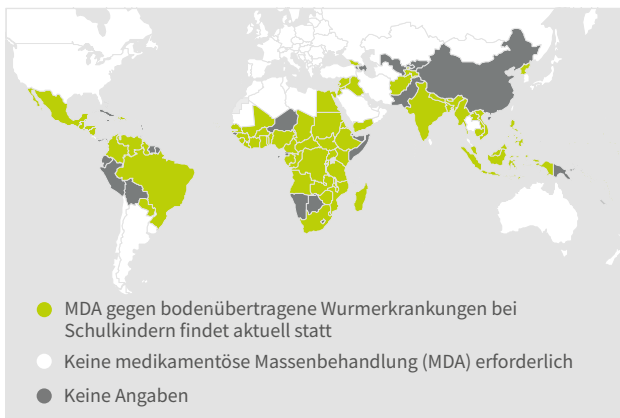 MDA gegen bodenübertragene Wurmerkrankungen bei
Schulkindern findet aktuell statt
Keine medikamentöse Massenbehandlung (MDA) erforderlich
Keine Angaben